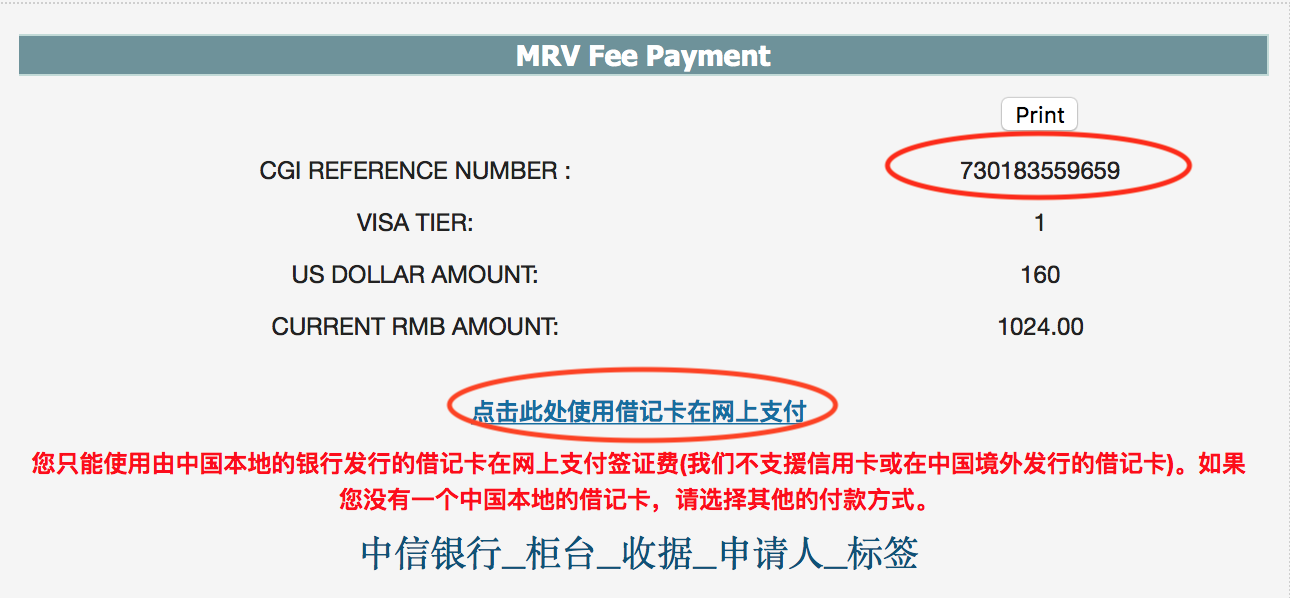 MRV Fee Payment
Print
CGI REFERENCE NUMBER : 730183559659
VISA TIER: 1
US DOLLAR AMOUNT: 160
CURRENT RMB AMOUNT: 1024.00
点击此处使用借记卡在网上支付
您只能使用由中国本地的银行发行的借记卡在网上支付签证费(我们不支援信用卡或在中国境外发行的借记卡)。如果
您没有一个中国本地的借记卡，请选择其他的付款方式。
中信银行_柜台_收据_申请人_标签